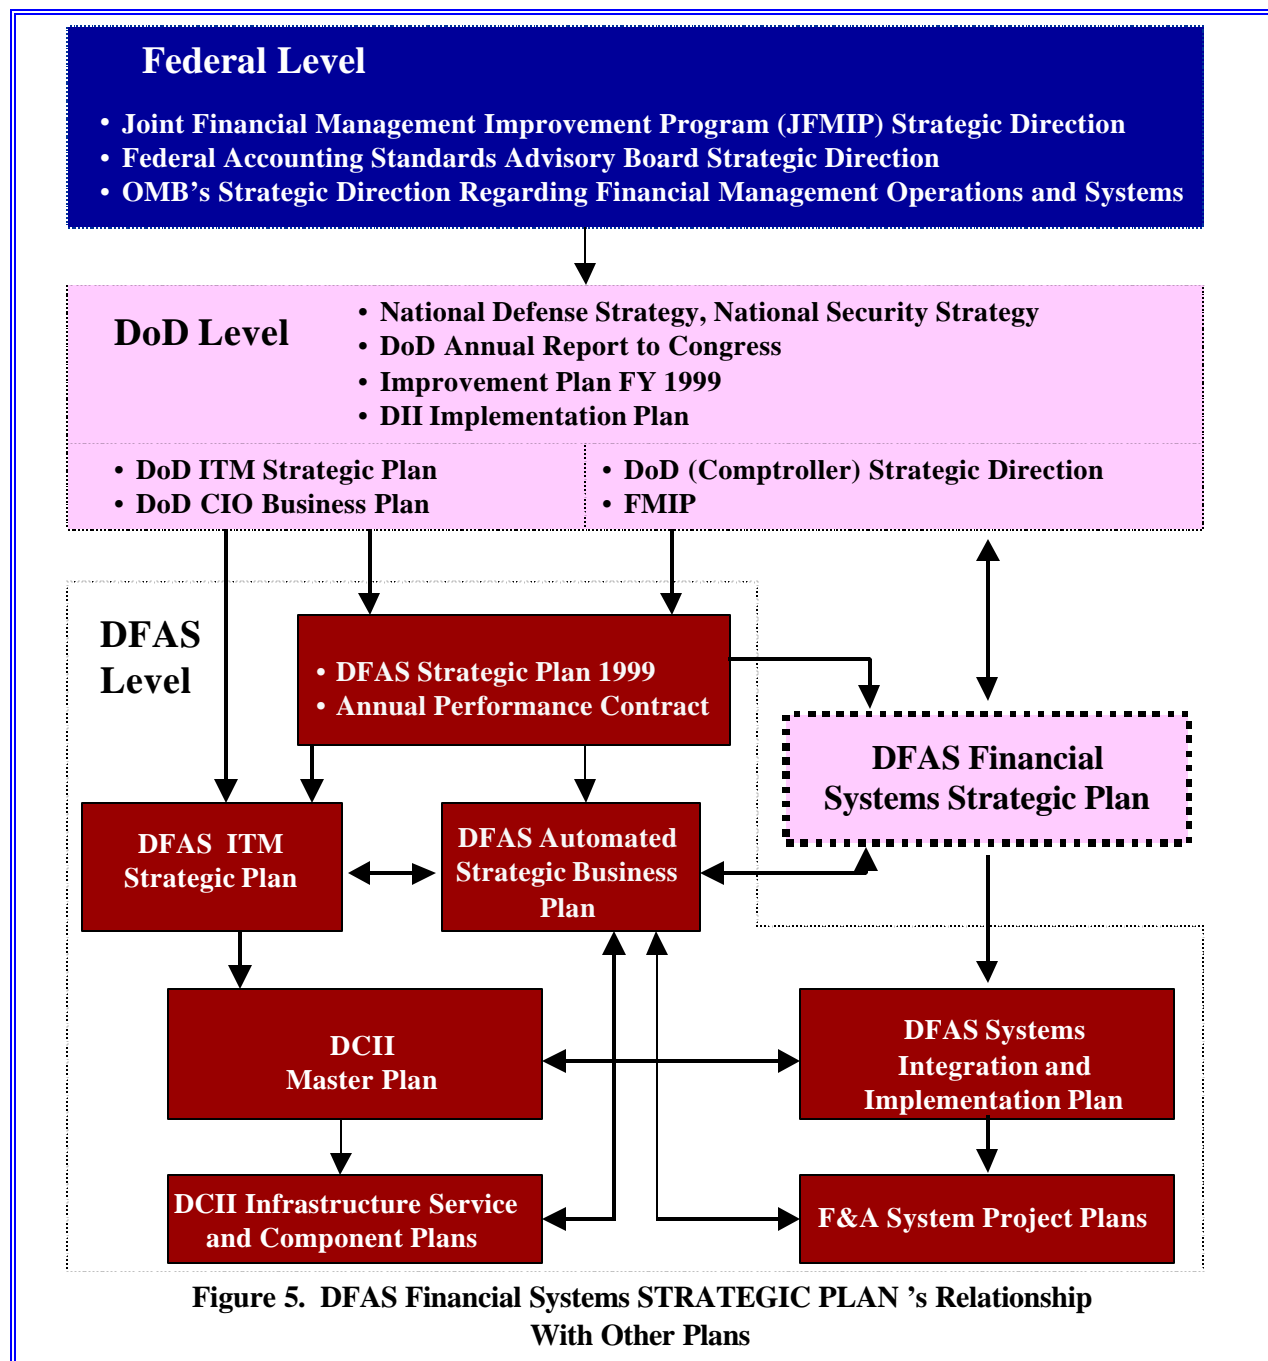 Federal Level
• Joint Financial Management Improvement Program (JFMIP) Strategic Direction
• Federal Accounting Standards Advisory Board Strategic Direction
• OMB's Strategic Direction Regarding Financial Management Operations and Systems
DoD Level
• National Defense Strategy, National Security Strategy
• DoD Annual Report to Congress
• Improvement Plan FY 1999
• DII Implementation Plan
• DoD ITM Strategic Plan
• DoD CIO Business Plan
• DoD (Comptroller) Strategic Direction
• FMIP
DFAS
Level
• DFAS Strategic Plan 1999
• Annual Performance Contract
DFAS Financial
Systems Strategic Plan
DFAS ITM
Strategic Plan
DFAS Automated
Strategic Business
Plan
DCII
Master Plan
DFAS Systems
Integration and
Implementation Plan
DCII Infrastructure Service
and Component Plans
F&A System Project Plans
Figure 5. DFAS Financial Systems STRATEGIC PLAN 's Relationship
With Other Plans